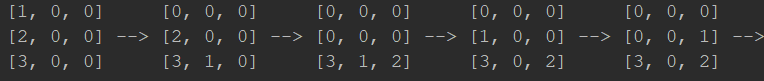 [1, 0, 0]     [0, 0, 0]     [0, 0, 0]     [0, 0, 0]     [0, 0, 0]
[2, 0, 0] --> [2, 0, 0] --> [0, 0, 0] --> [1, 0, 0] --> [0, 0, 1] -->
[3, 0, 0]     [3, 1, 0]     [3, 1, 2]     [3, 0, 2]     [3, 0, 2]